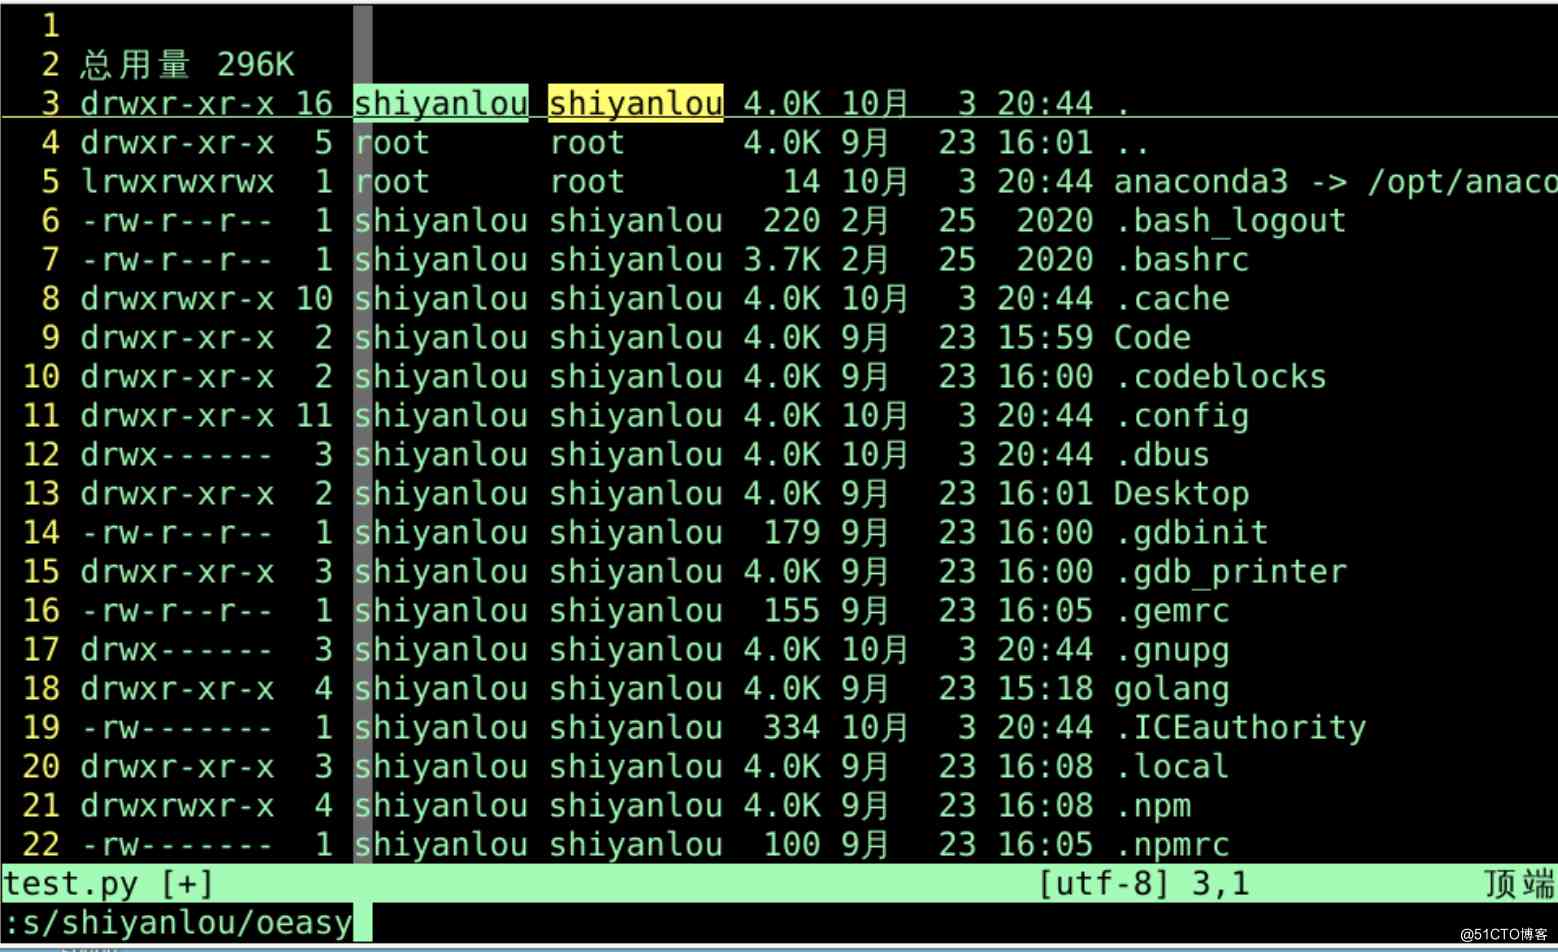 1
2 总用量 296K
3 drwxr-xr-x 16 shiyanlou shiyanlou 4.0K 10月 3 20:44 .
4 drwxr-xr-x 5 root root 4.0K 9月 23 16:01 ..
5 lrwxrwxrwx 1 root root 14 10月 3 20:44 anaconda3 -> /opt/anaco
6 -rw-r--r-- 1 shiyanlou shiyanlou 220 2月 25 2020 .bash_logout
7 -rw-r--r-- 1 shiyanlou shiyanlou 3.7K 2月 25 2020 .bashrc
8 drwxrwxr-x 10 shiyanlou shiyanlou 4.0K 10月 3 20:44 .cache
9 drwxr-xr-x 2 shiyanlou shiyanlou 4.0K 9月 23 15:59 Code
10 drwxr-xr-x 2 shiyanlou shiyanlou 4.0K 9月 23 16:00 .codeblocks
11 drwxr-xr-x 11 shiyanlou shiyanlou 4.0K 10月 3 20:44 .config
12 drwx------ 3 shiyanlou shiyanlou 4.0K 10月 3 20:44 .dbus
13 drwxr-xr-x 2 shiyanlou shiyanlou 4.0K 9月 23 16:01 Desktop
14 -rw-r--r-- 1 shiyanlou shiyanlou 179 9月 23 16:00 .gdbinit
15 drwxr-xr-x 3 shiyanlou shiyanlou 4.0K 9月 23 16:00 .gdb_printer
16 -rw-r--r-- 1 shiyanlou shiyanlou 155 9月 23 16:05 .gemrc
17 drwx------ 3 shiyanlou shiyanlou 4.0K 10月 3 20:44 .gnupg
18 drwxr-xr-x 4 shiyanlou shiyanlou 4.0K 9月 23 15:18 golang
19 -rw------- 1 shiyanlou shiyanlou 334 10月 3 20:44 .ICEauthority
20 drwxr-xr-x 3 shiyanlou shiyanlou 4.0K 9月 23 16:08 .local
21 drwxrwxr-x 4 shiyanlou shiyanlou 4.0K 9月 23 16:08 .npm
22 -rw------- 1 shiyanlou shiyanlou 100 9月 23 16:05 .npmrc
test.py [+] [utf-8] 3,1 顶端
:s/shiyanlou/oeasy
@51CTO博客